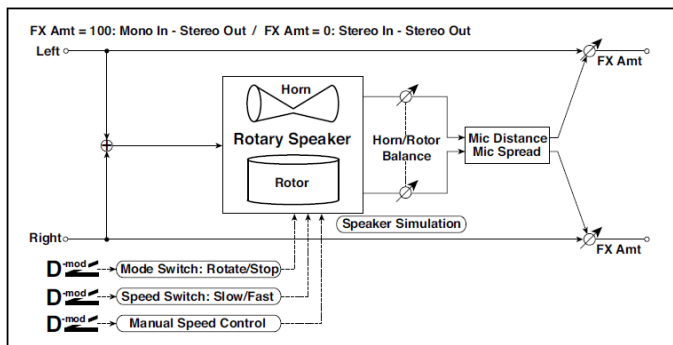 FX Amt = 100: Mono In - Stereo Out / FX Amt = 0: Stereo In - Stereo Out
Left
FX Amt
Horn
Rotary Speaker
Rotor
Horn/Rotor
Balance
Mic Distance
Mic Spread
Speaker Simulation
Right
FX Amt
D-mod
Mode Switch: Rotate/Stop
D-mod
Speed Switch: Slow/Fast
D-mod
Manual Speed Control